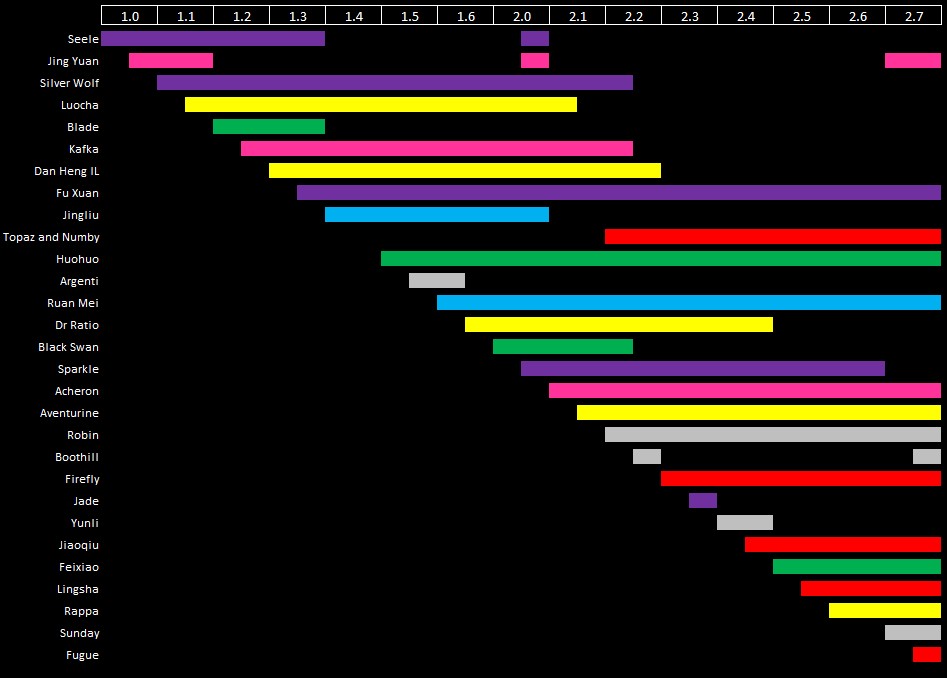 1.0 1.1 1.2 1.3 1.4 1.5 1.6 2.0 2.1 2.2 2.3 2.4 2.5 2.6 2.7
Seele
Jing Yuan
Silver Wolf
Luocha
Blade
Kafka
Dan Heng IL
Fu Xuan
Jingliu
Topaz and Numby
Huohuo
Argenti
Ruan Mei
Dr Ratio
Black Swan
Sparkle
Acheron
Aventurine
Robin
Boothill
Firefly
Jade
Yunli
Jiaoqiu
Feixiao
Lingsha
Rappa
Sunday
Fugue